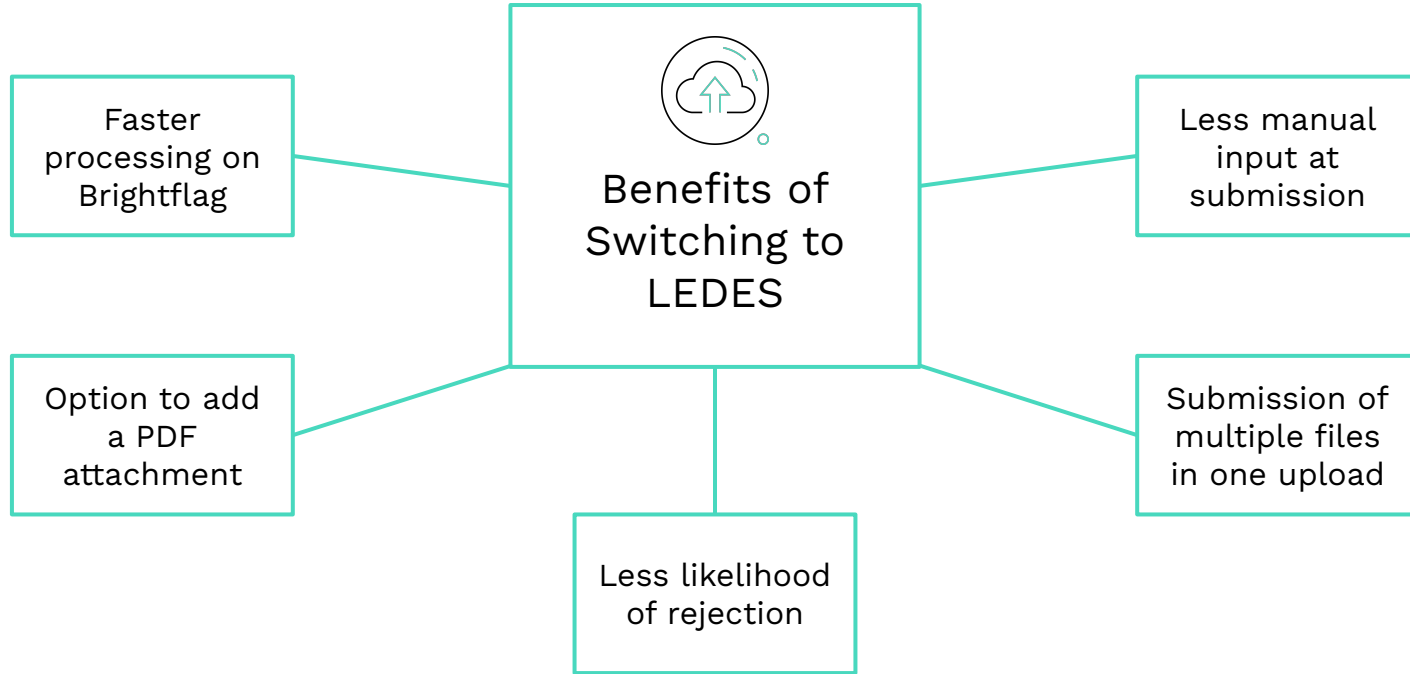 Benefits of
Switching to
LEDES
Faster
processing on
Brightflag
Less manual
input at
submission
Option to add
a PDF
attachment
Submission of
multiple files
in one upload
Less likelihood
of rejection